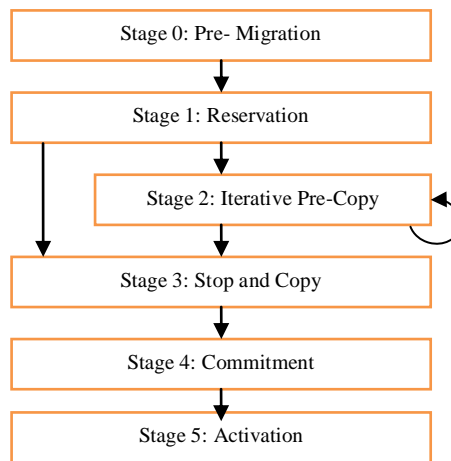 Stage 0: Pre- Migration
Stage 1: Reservation
Stage 2: Iterative Pre-Copy
Stage 3: Stop and Copy
Stage 4: Commitment
Stage 5: Activation